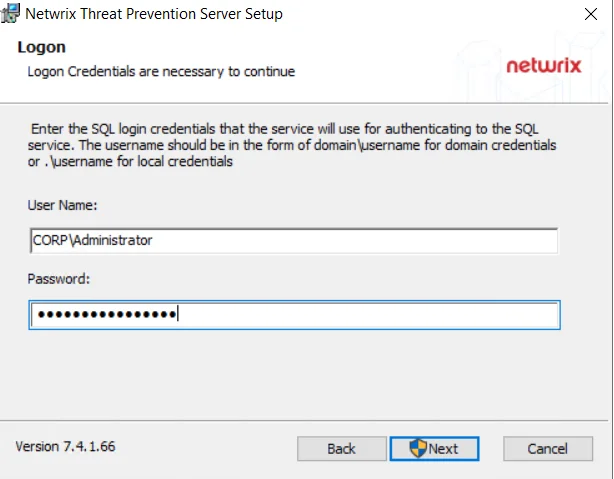 Netwrix Threat Prevention Server Setup
Logon
Logon Credentials are necessary to continue
netwrix
Enter the SQL login credentials that the service will use for authenticating to the SQL
service. The username should be in the form of domain\username for domain credentials
or .\username for local credentials
User Name:
CORP\Administrator
Password:
••••••••••••••••
Version 7.4.1.66
Back
Next
Cancel